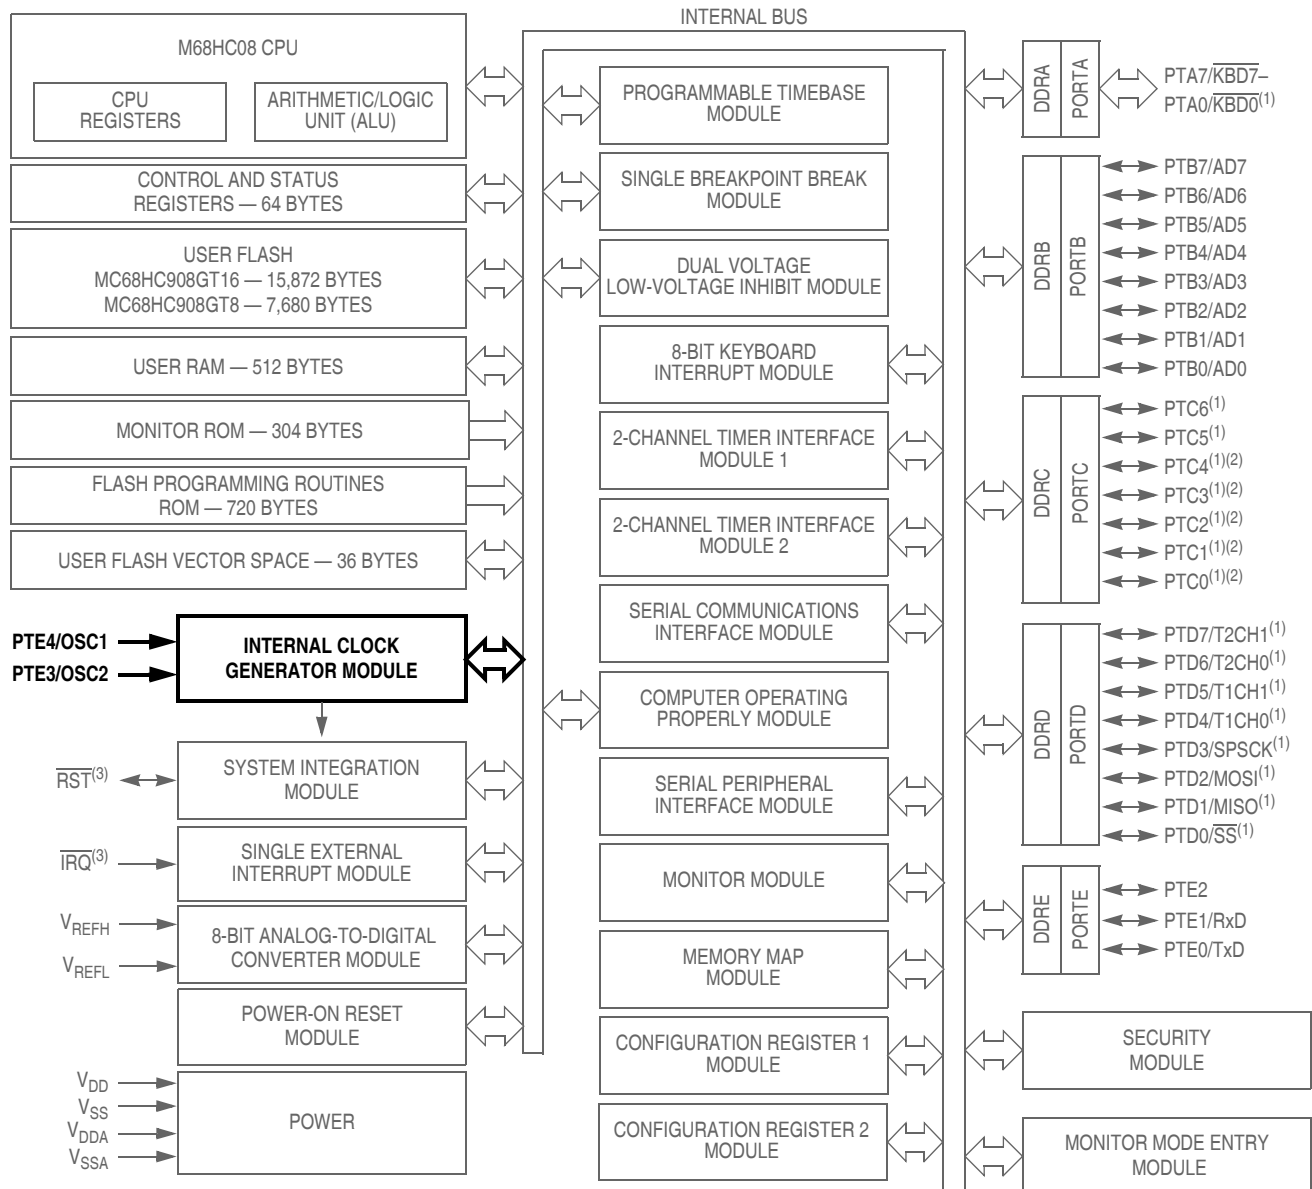 INTERNAL BUS
M68HC08 CPU
CPU
REGISTERS
ARITHMETIC/LOGIC
UNIT (ALU)
CONTROL AND STATUS
REGISTERS — 64 BYTES
USER FLASH
MC68HC908GT16 — 15,872 BYTES
MC68HC908GT8 — 7,680 BYTES
USER RAM — 512 BYTES
MONITOR ROM — 304 BYTES
FLASH PROGRAMMING ROUTINES
ROM — 720 BYTES
USER FLASH VECTOR SPACE — 36 BYTES
PTE4/OSC1
PTE3/OSC2
INTERNAL CLOCK
GENERATOR MODULE
RST(3)
SYSTEM INTEGRATION
MODULE
IRQ(3)
SINGLE EXTERNAL
INTERRUPT MODULE
VREFH
VREFL
8-BIT ANALOG-TO-DIGITAL
CONVERTER MODULE
POWER-ON RESET
MODULE
VDD
VSS
VDDA
VSSA
POWER
PROGRAMMABLE TIMEBASE
MODULE
SINGLE BREAKPOINT BREAK
MODULE
DUAL VOLTAGE
LOW-VOLTAGE INHIBIT MODULE
8-BIT KEYBOARD
INTERRUPT MODULE
2-CHANNEL TIMER INTERFACE
MODULE 1
2-CHANNEL TIMER INTERFACE
MODULE 2
SERIAL COMMUNICATIONS
INTERFACE MODULE
COMPUTER OPERATING
PROPERLY MODULE
SERIAL PERIPHERAL
INTERFACE MODULE
MONITOR MODULE
MEMORY MAP
MODULE
CONFIGURATION REGISTER 1
MODULE
CONFIGURATION REGISTER 2
MODULE
DDRA
PORTA
PTA7/KBD7–
PTA0/KBD0(1)
DDRB
PORTB
PTB7/AD7
PTB6/AD6
PTB5/AD5
PTB4/AD4
PTB3/AD3
PTB2/AD2
PTB1/AD1
PTB0/AD0
DDRC
PORTC
PTC6(1)
PTC5(1)
PTC4(1)(2)
PTC3(1)(2)
PTC2(1)(2)
PTC1(1)(2)
PTC0(1)(2)
DDRD
PORTD
PTD7/T2CH1(1)
PTD6/T2CH0(1)
PTD5/T1CH1(1)
PTD4/T1CH0(1)
PTD3/SPSCK(1)
PTD2/MOSI(1)
PTD1/MISO(1)
PTD0/SS(1)
DDRE
PORTE
PTE2
PTE1/RxD
PTE0/TxD
SECURITY
MODULE
MONITOR MODE ENTRY
MODULE